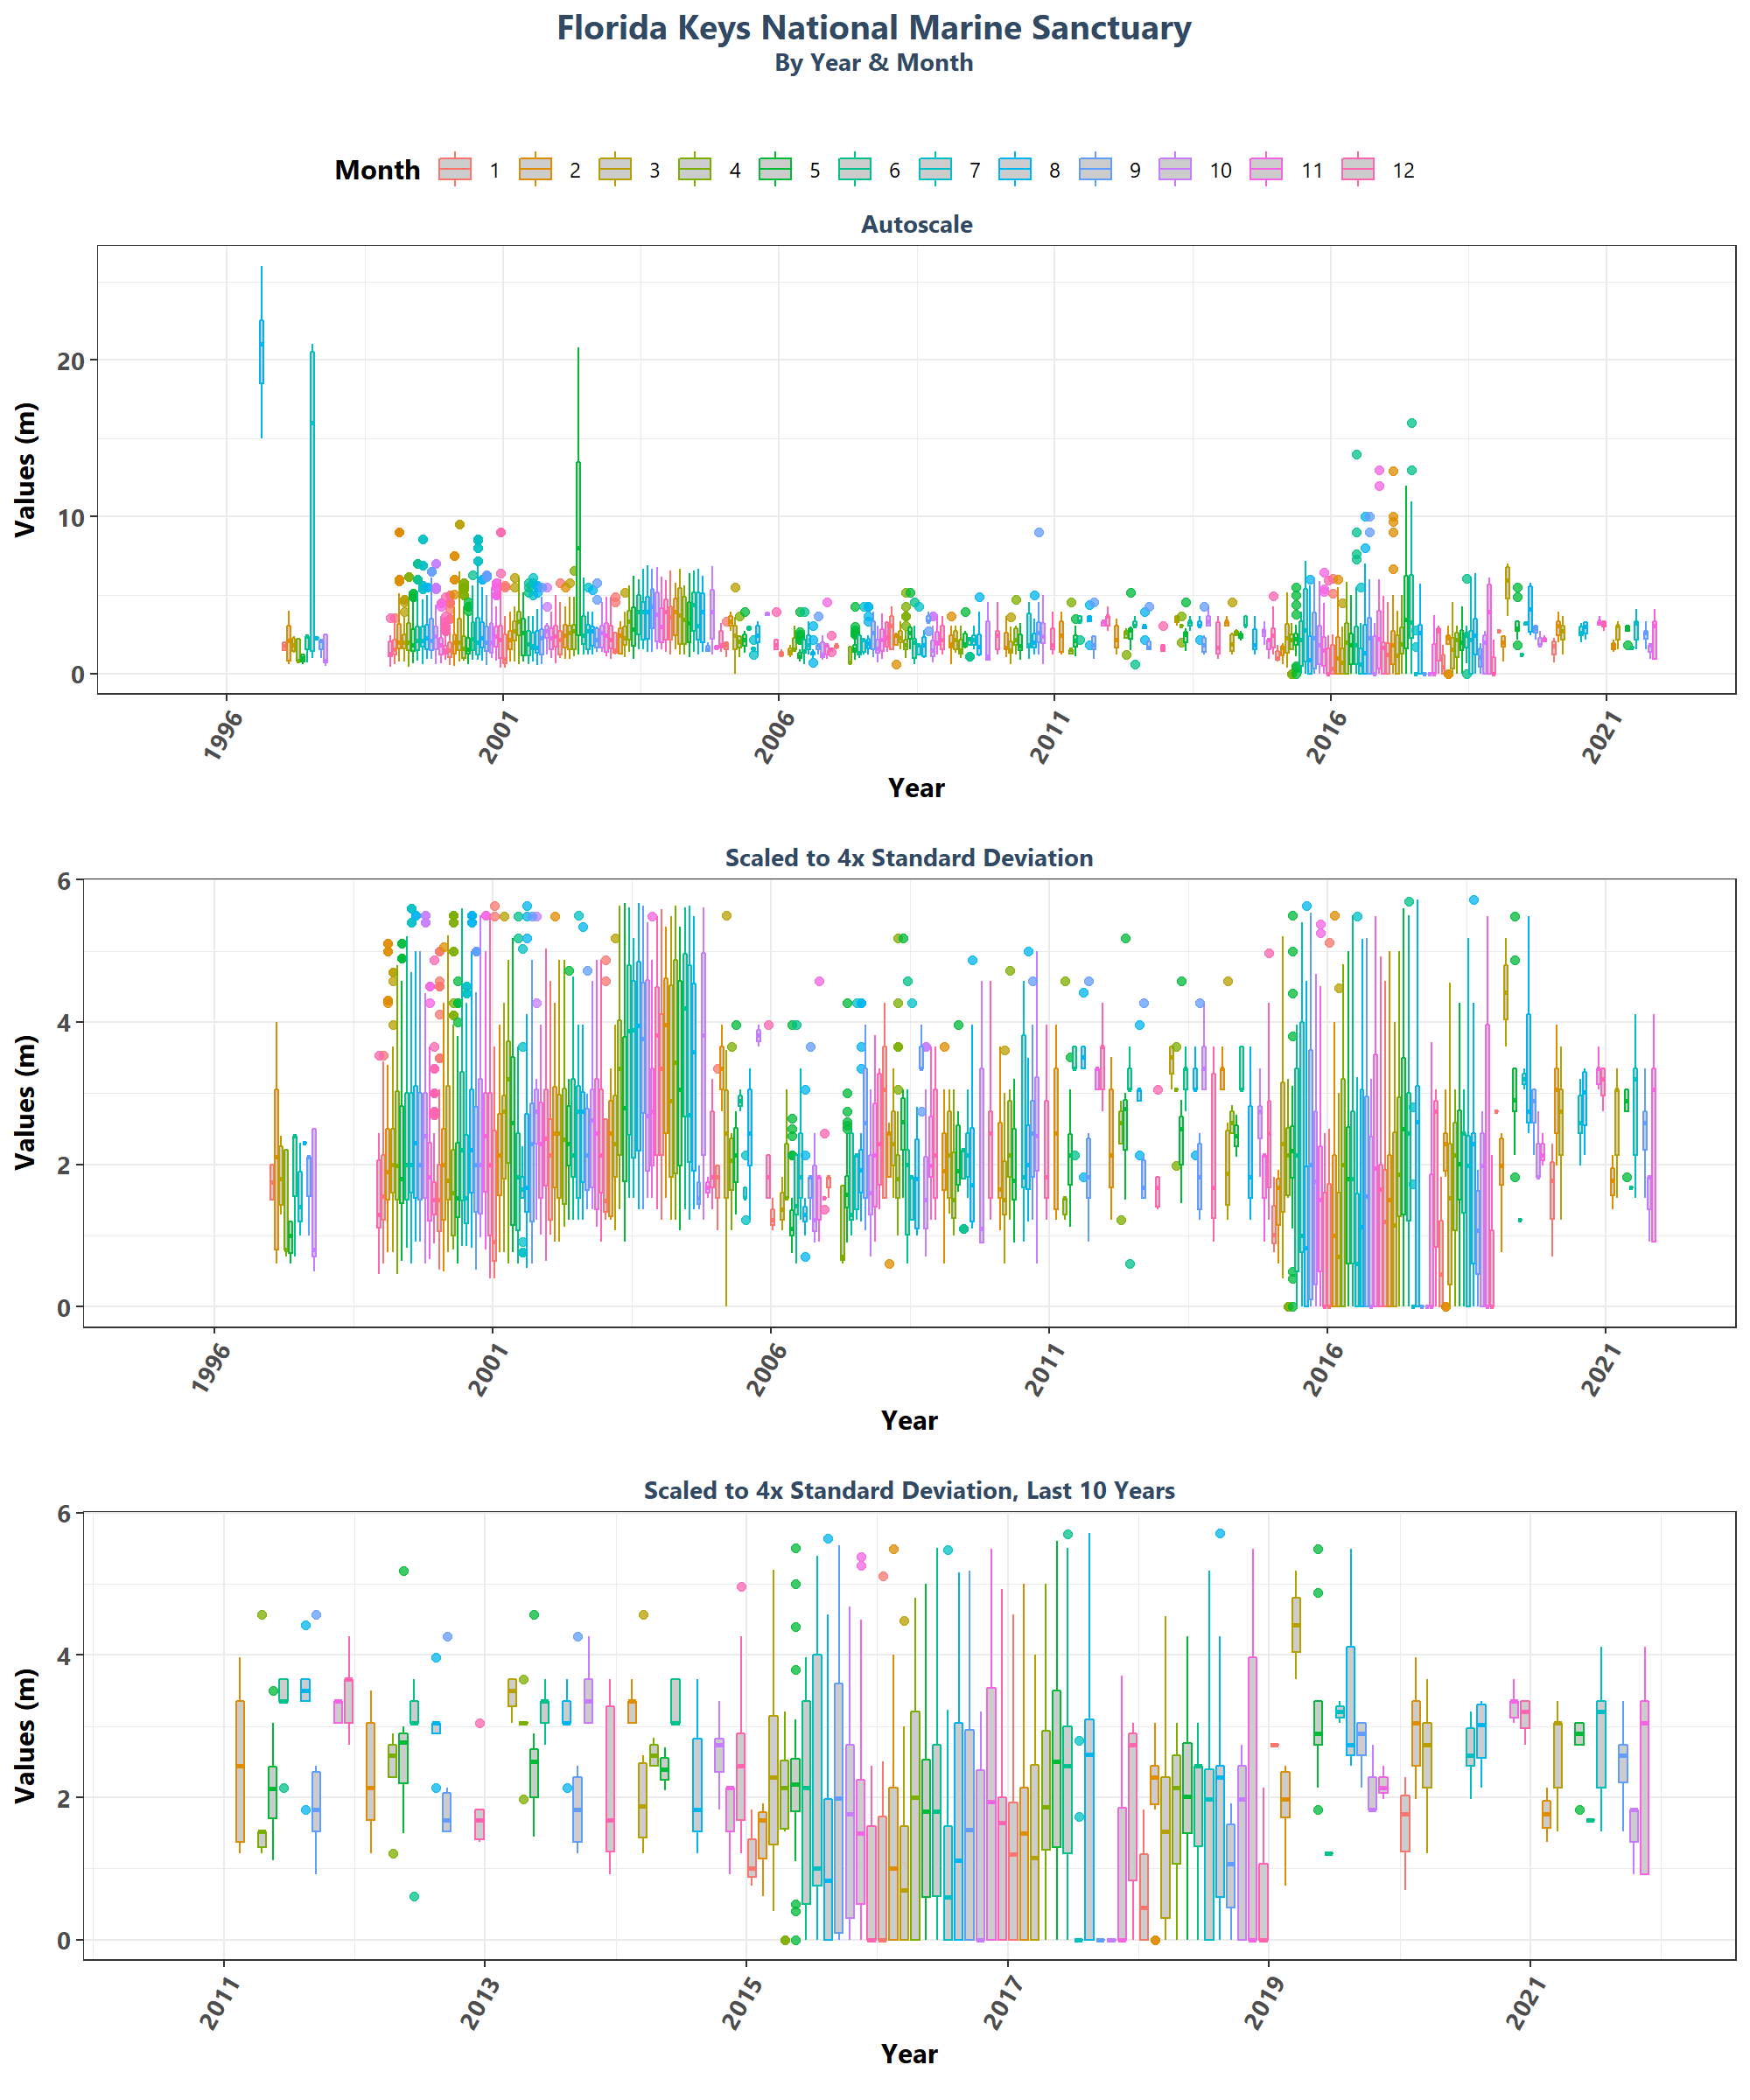 Florida Keys National Marine Sanctuary
By Year & Month
Month 1 2 3 4 5 6 7 8 9 10 11 12
Autoscale
Values (m)
20
10
0
1996 2001 2006 2011 2016 2021
Year
Scaled to 4x Standard Deviation
Values (m)
6
4
2
0
1996 2001 2006 2011 2016 2021
Year
Scaled to 4x Standard Deviation, Last 10 Years
Values (m)
6
4
2
0
2011 2013 2015 2017 2019 2021
Year